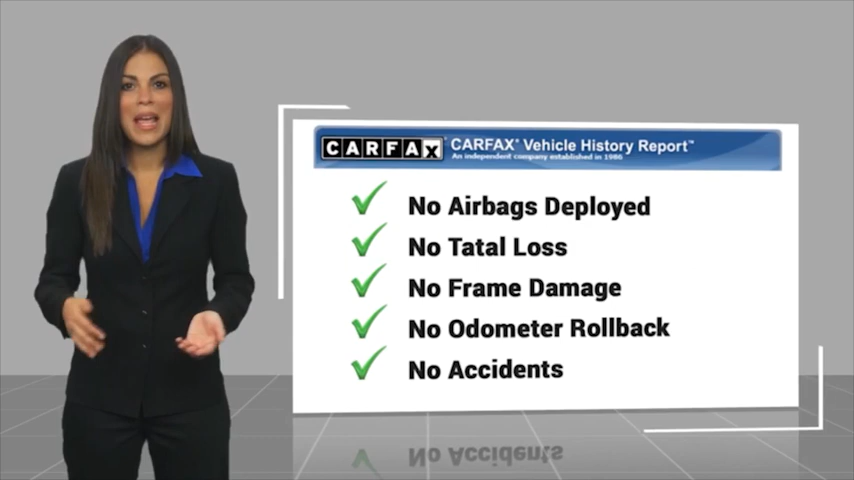 CARFAX CARFAX® Vehicle History Report™
An independent company established in 1986
No Airbags Deployed
No Tatal Loss
No Frame Damage
No Odometer Rollback
No Accidents
No Accidents